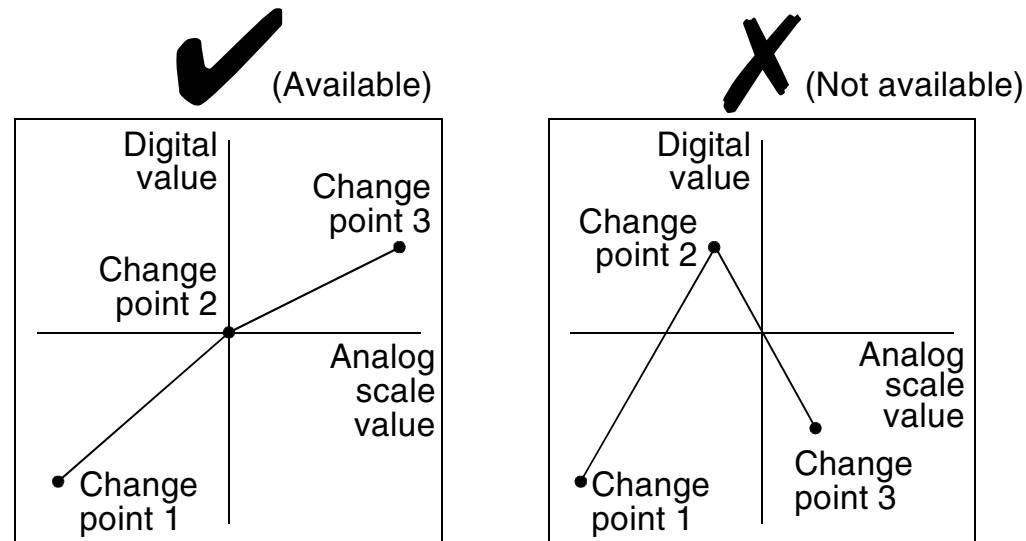 (Available)
Digital
value
Change
point 3
Change
point 2
Analog
scale
value
Change
point 1
(Not available)
Digital
value
Change
point 2
Analog
scale
value
Change
point 3
Change
point 1